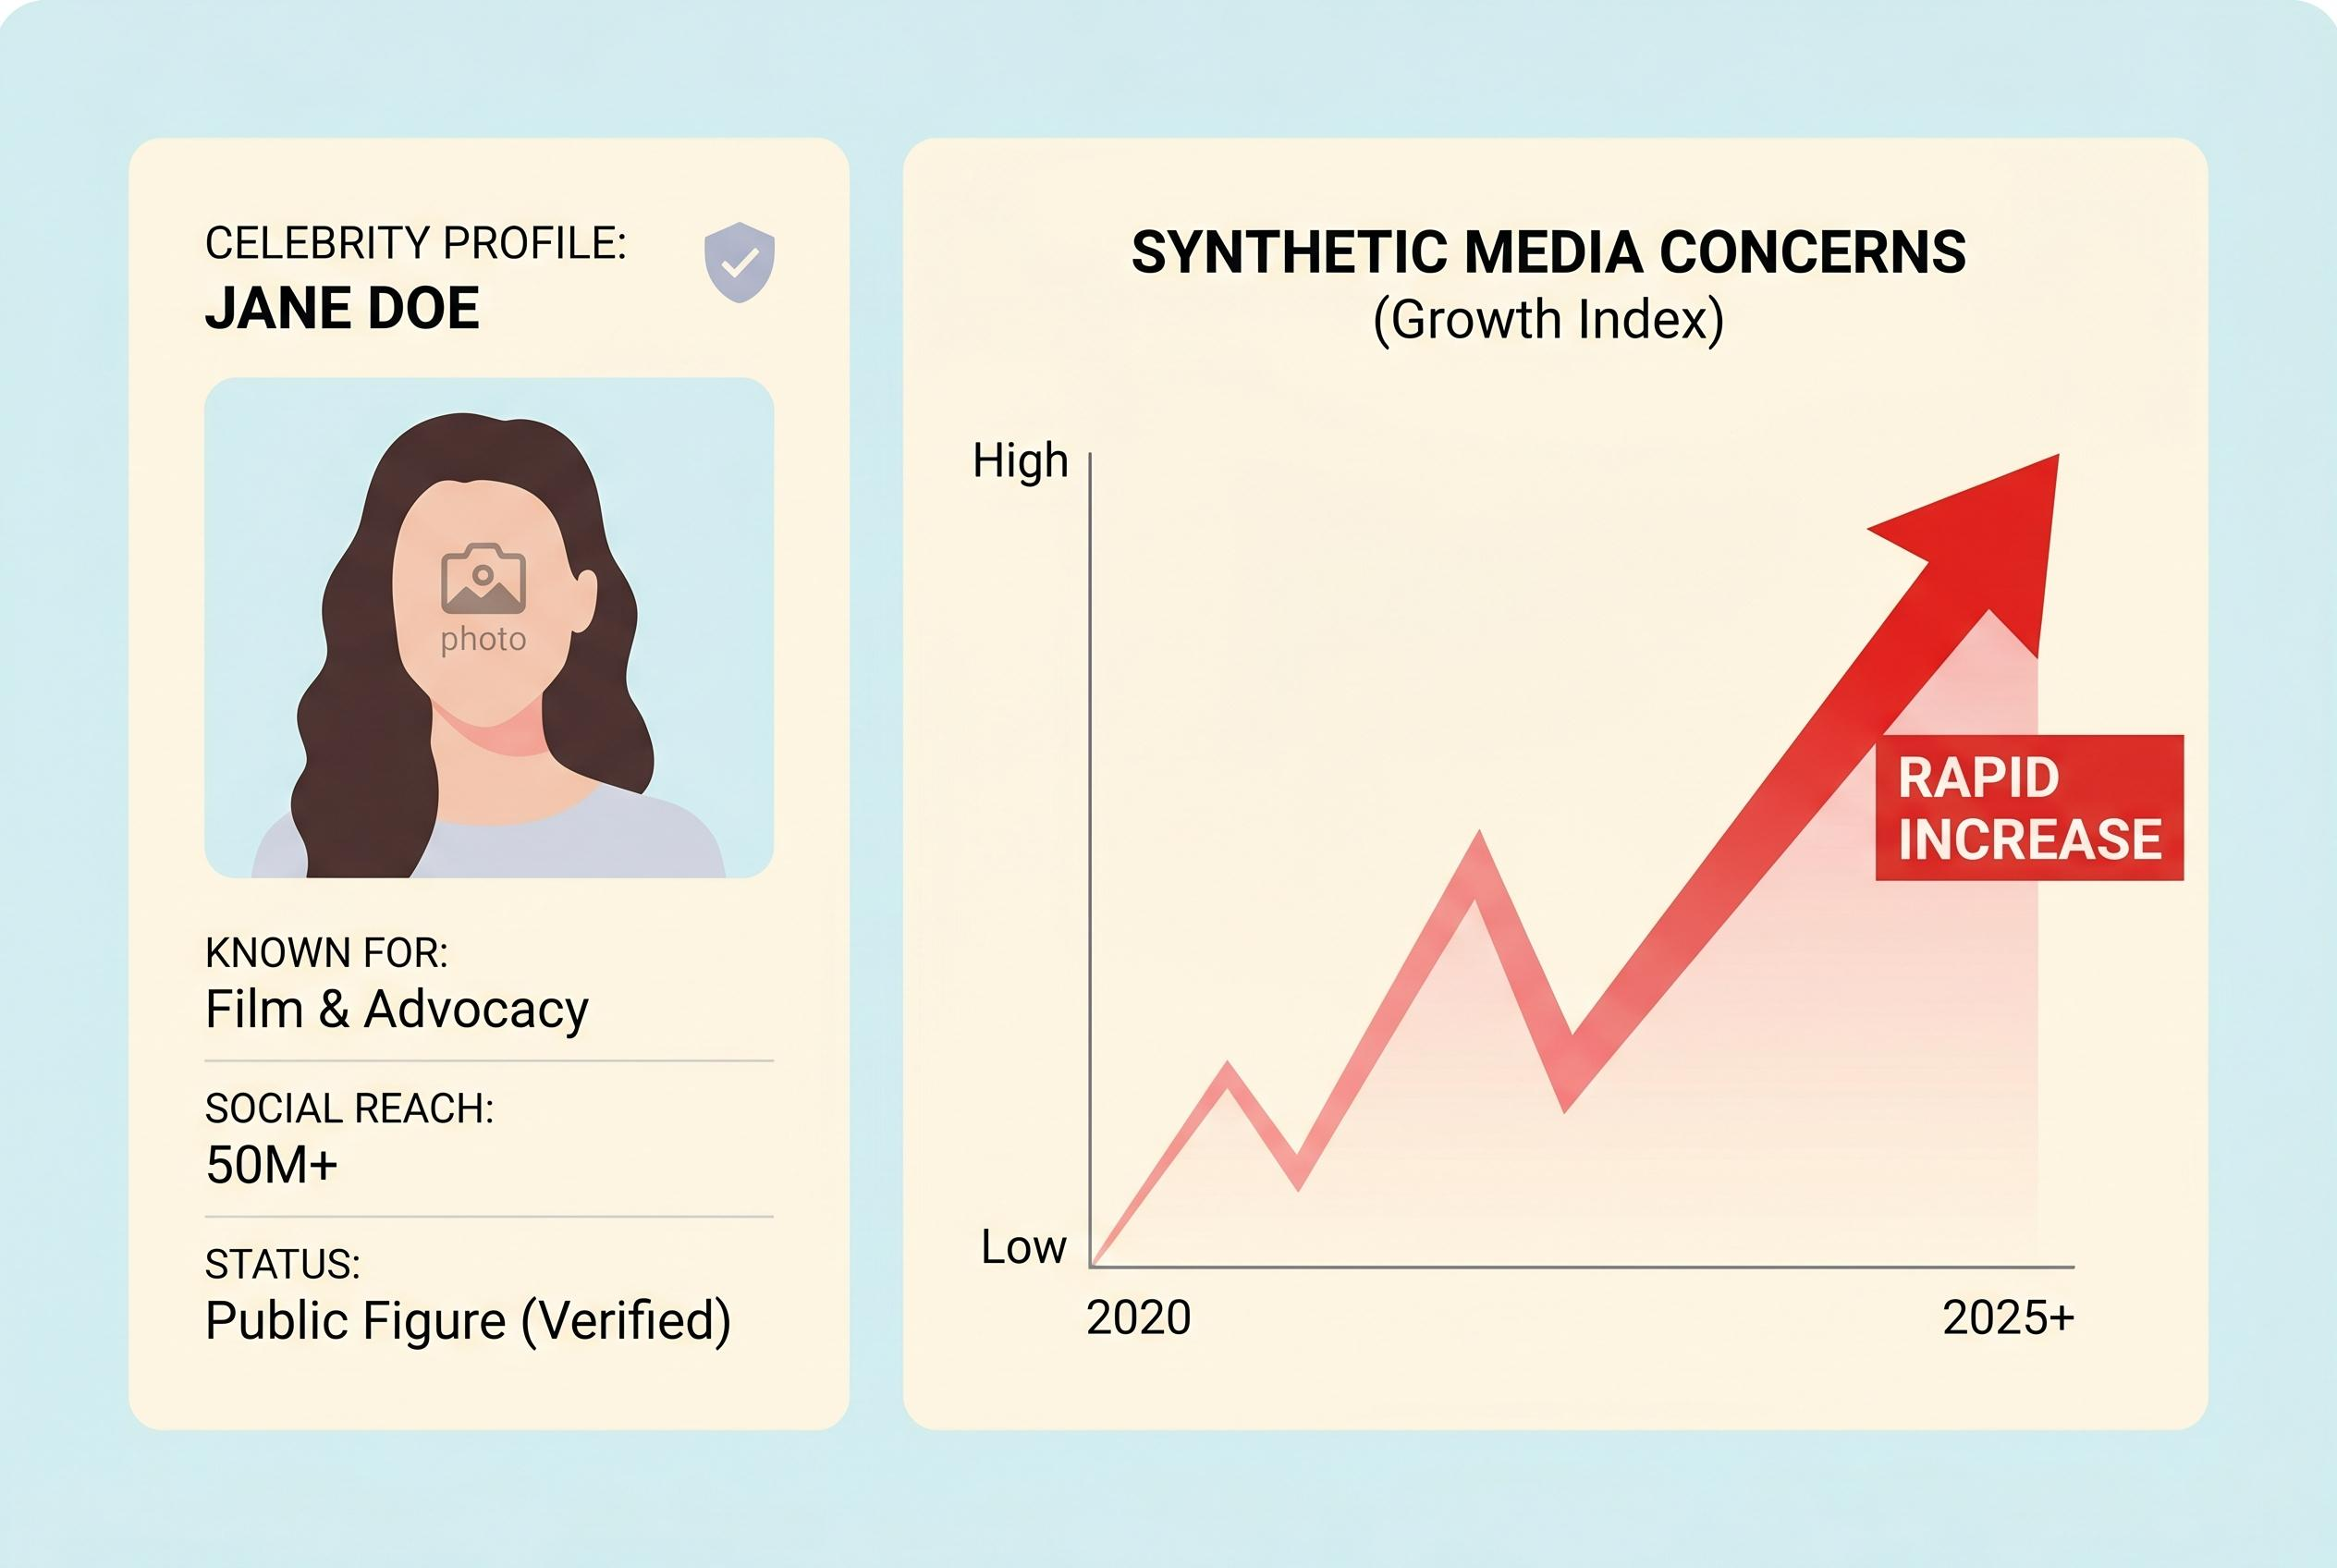 CELEBRITY PROFILE:
JANE DOE
photo
KNOWN FOR:
Film & Advocacy
SOCIAL REACH:
50M+
STATUS:
Public Figure (Verified)
SYNTHETIC MEDIA CONCERNS
(Growth Index)
High
RAPID
INCREASE
Low
2020
2025+